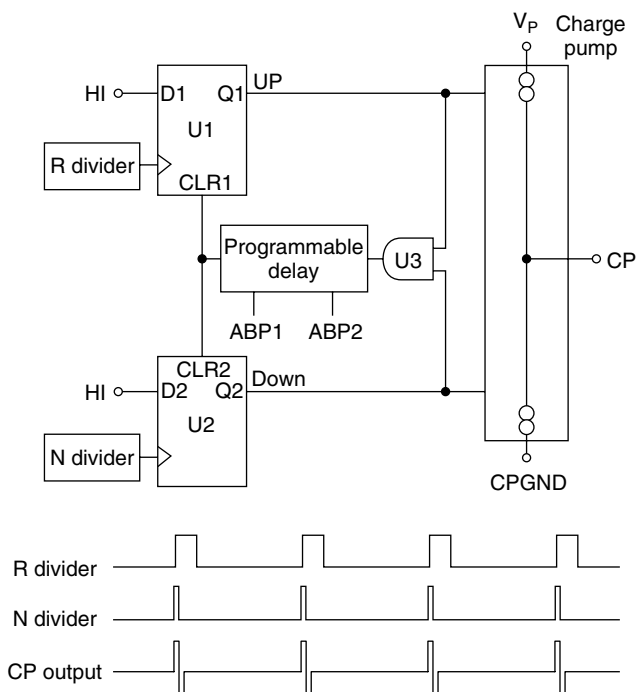 V_P
Charge
pump
HI
D1
Q1
UP
U1
R divider
CLR1
Programmable
delay
U3
CP
ABP1
ABP2
CLR2
HI
D2
Q2
Down
U2
N divider
CPGND
R divider
N divider
CP output